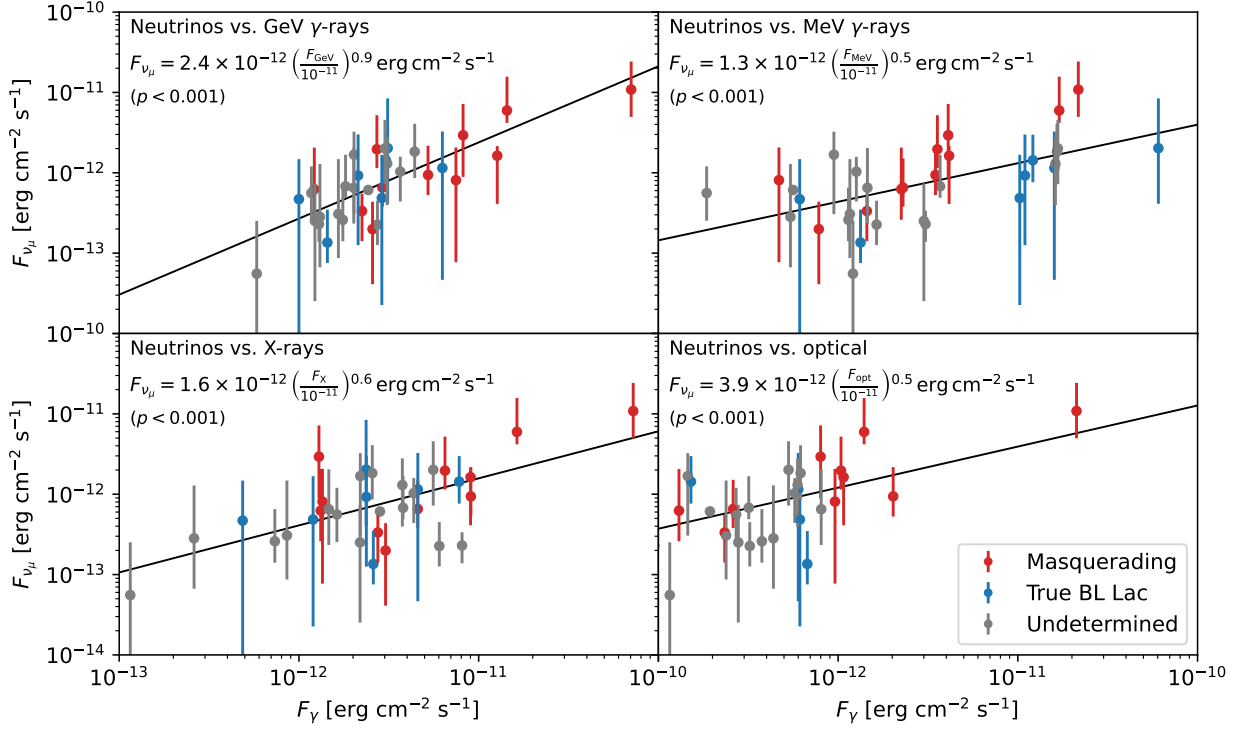 10⁻¹⁰
10⁻¹¹
10⁻¹²
10⁻¹³
10⁻¹⁰
F_νμ [erg cm⁻² s⁻¹]
Neutrinos vs. GeV γ-rays
F_νμ = 2.4 × 10⁻¹² (F_GeV/10⁻¹¹)^0.9 erg cm⁻² s⁻¹
(p < 0.001)
Neutrinos vs. MeV γ-rays
F_νμ = 1.3 × 10⁻¹² (F_MeV/10⁻¹¹)^0.5 erg cm⁻² s⁻¹
(p < 0.001)
10⁻¹¹
10⁻¹²
10⁻¹³
10⁻¹⁴
F_νμ [erg cm⁻² s⁻¹]
Neutrinos vs. X-rays
F_νμ = 1.6 × 10⁻¹² (F_X/10⁻¹¹)^0.6 erg cm⁻² s⁻¹
(p < 0.001)
Neutrinos vs. optical
F_νμ = 3.9 × 10⁻¹² (F_opt/10⁻¹¹)^0.5 erg cm⁻² s⁻¹
(p < 0.001)
Masquerading
True BL Lac
Undetermined
10⁻¹³ 10⁻¹² 10⁻¹¹ 10⁻¹⁰ 10⁻¹² 10⁻¹¹ 10⁻¹⁰
F_γ [erg cm⁻² s⁻¹] F_γ [erg cm⁻² s⁻¹]